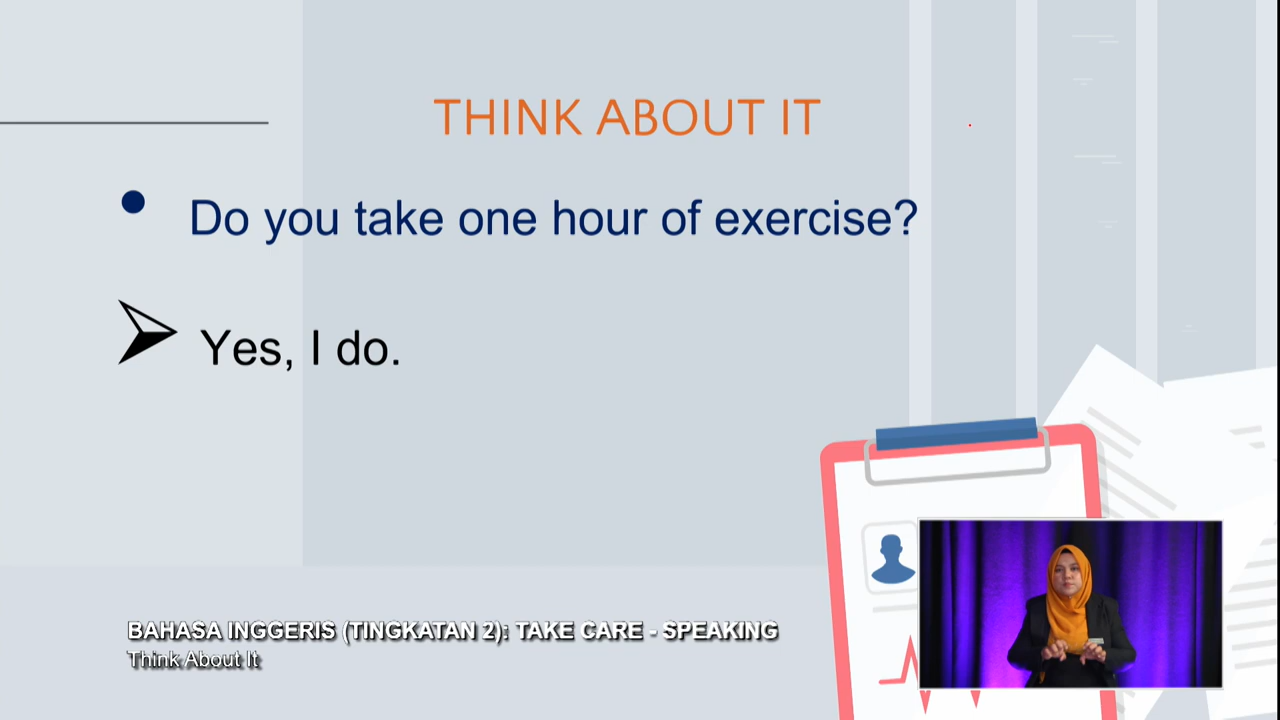 THINK ABOUT IT
Do you take one hour of exercise?
Yes, I do.
BAHASA INGGERIS (TINGKATAN 2): TAKE CARE - SPEAKING
Think About It